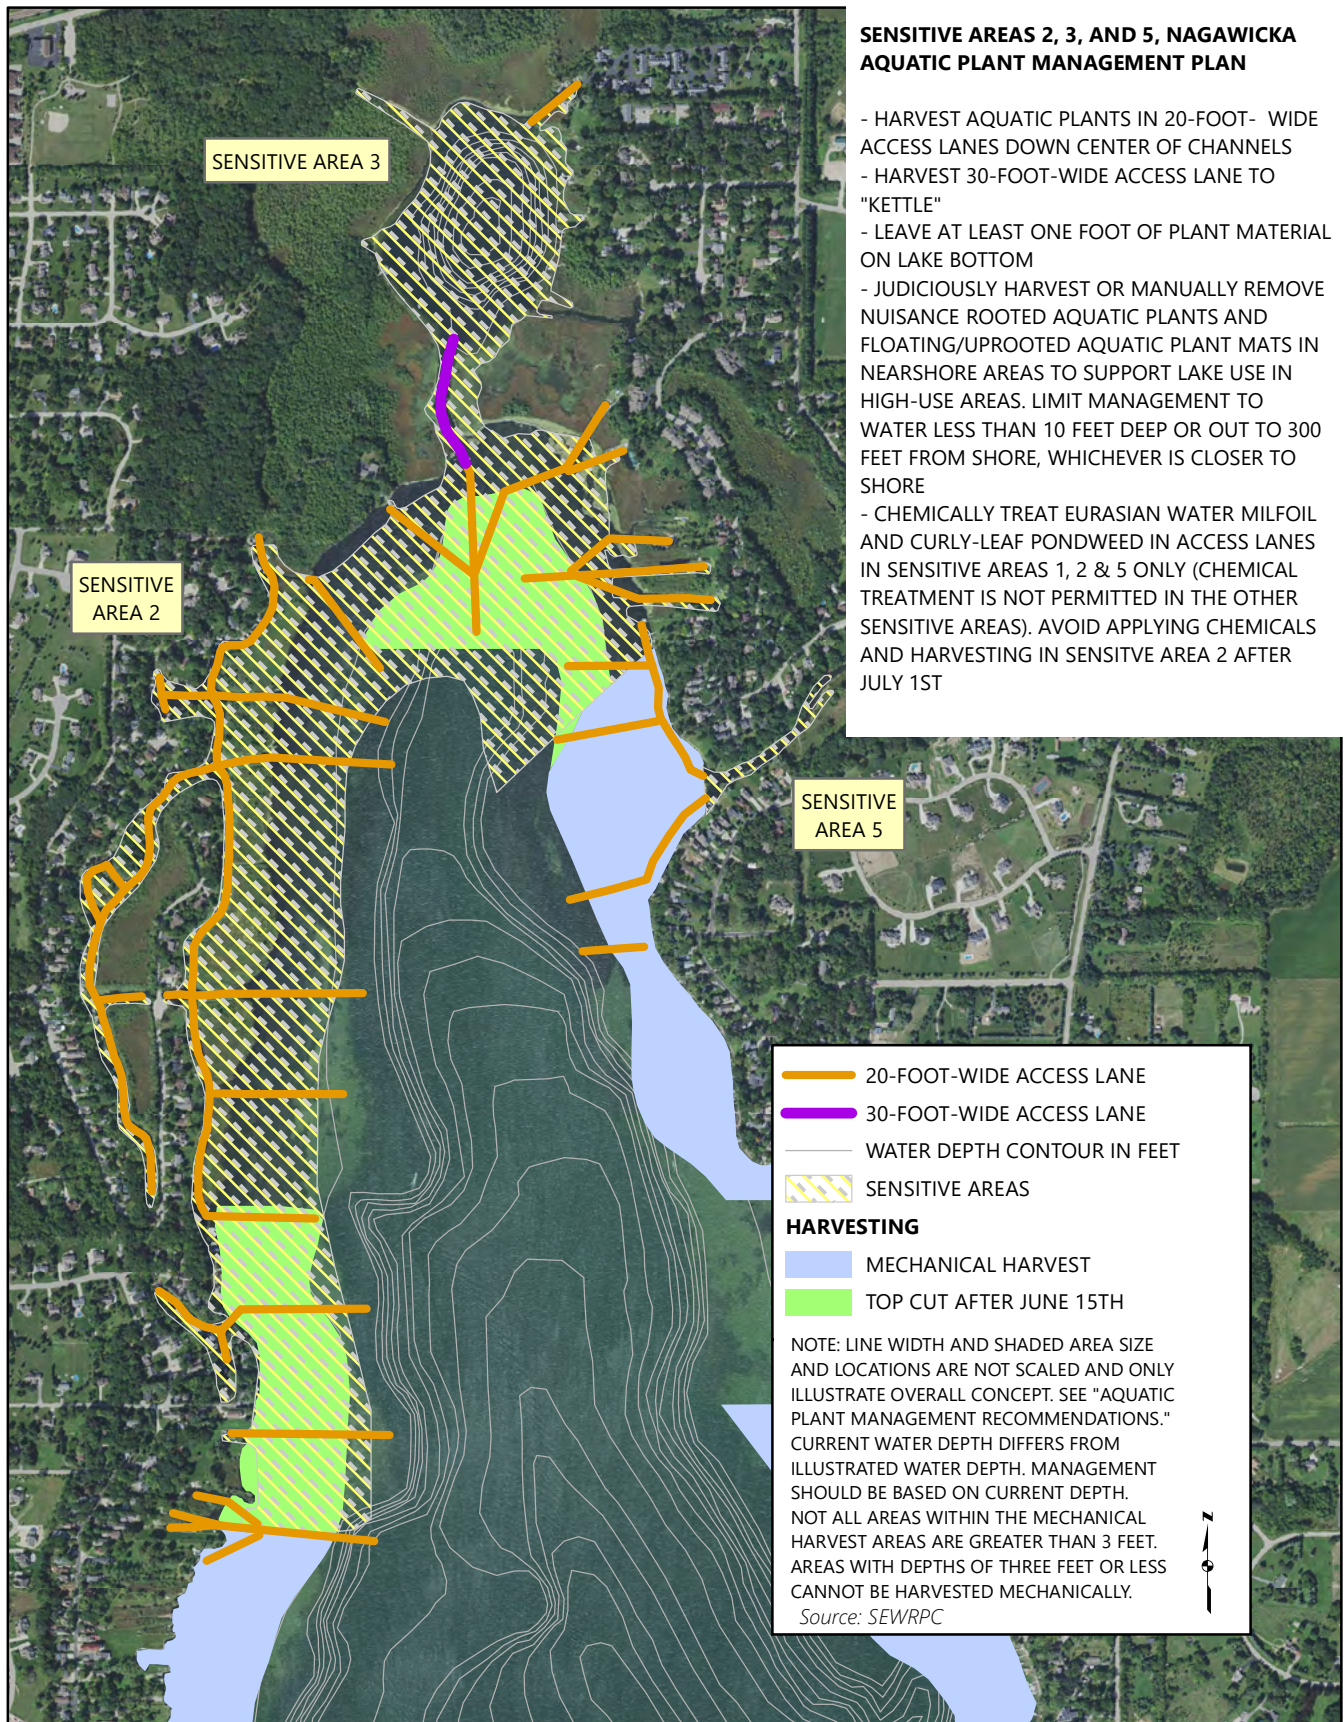 SENSITIVE AREAS 2, 3, AND 5, NAGAWICKA
AQUATIC PLANT MANAGEMENT PLAN
- HARVEST AQUATIC PLANTS IN 20-FOOT- WIDE
ACCESS LANES DOWN CENTER OF CHANNELS
- HARVEST 30-FOOT-WIDE ACCESS LANE TO
"KETTLE"
- LEAVE AT LEAST ONE FOOT OF PLANT MATERIAL
ON LAKE BOTTOM
- JUDICIOUSLY HARVEST OR MANUALLY REMOVE
NUISANCE ROOTED AQUATIC PLANTS AND
FLOATING/UPROOTED AQUATIC PLANT MATS IN
NEARSHORE AREAS TO SUPPORT LAKE USE IN
HIGH-USE AREAS. LIMIT MANAGEMENT TO
WATER LESS THAN 10 FEET DEEP OR OUT TO 300
FEET FROM SHORE, WHICHEVER IS CLOSER TO
SHORE
- CHEMICALLY TREAT EURASIAN WATER MILFOIL
AND CURLY-LEAF PONDWEED IN ACCESS LANES
IN SENSITIVE AREAS 1, 2 & 5 ONLY (CHEMICAL
TREATMENT IS NOT PERMITTED IN THE OTHER
SENSITIVE AREAS). AVOID APPLYING CHEMICALS
AND HARVESTING IN SENSITVE AREA 2 AFTER
JULY 1ST
SENSITIVE AREA 3
SENSITIVE
AREA 2
SENSITIVE
AREA 5
20-FOOT-WIDE ACCESS LANE
30-FOOT-WIDE ACCESS LANE
WATER DEPTH CONTOUR IN FEET
SENSITIVE AREAS
HARVESTING
MECHANICAL HARVEST
TOP CUT AFTER JUNE 15TH
NOTE: LINE WIDTH AND SHADED AREA SIZE
AND LOCATIONS ARE NOT SCALED AND ONLY
ILLUSTRATE OVERALL CONCEPT. SEE "AQUATIC
PLANT MANAGEMENT RECOMMENDATIONS."
CURRENT WATER DEPTH DIFFERS FROM
ILLUSTRATED WATER DEPTH. MANAGEMENT
SHOULD BE BASED ON CURRENT DEPTH.
NOT ALL AREAS WITHIN THE MECHANICAL
HARVEST AREAS ARE GREATER THAN 3 FEET.
AREAS WITH DEPTHS OF THREE FEET OR LESS
CANNOT BE HARVESTED MECHANICALLY.
Source: SEWRPC
Z